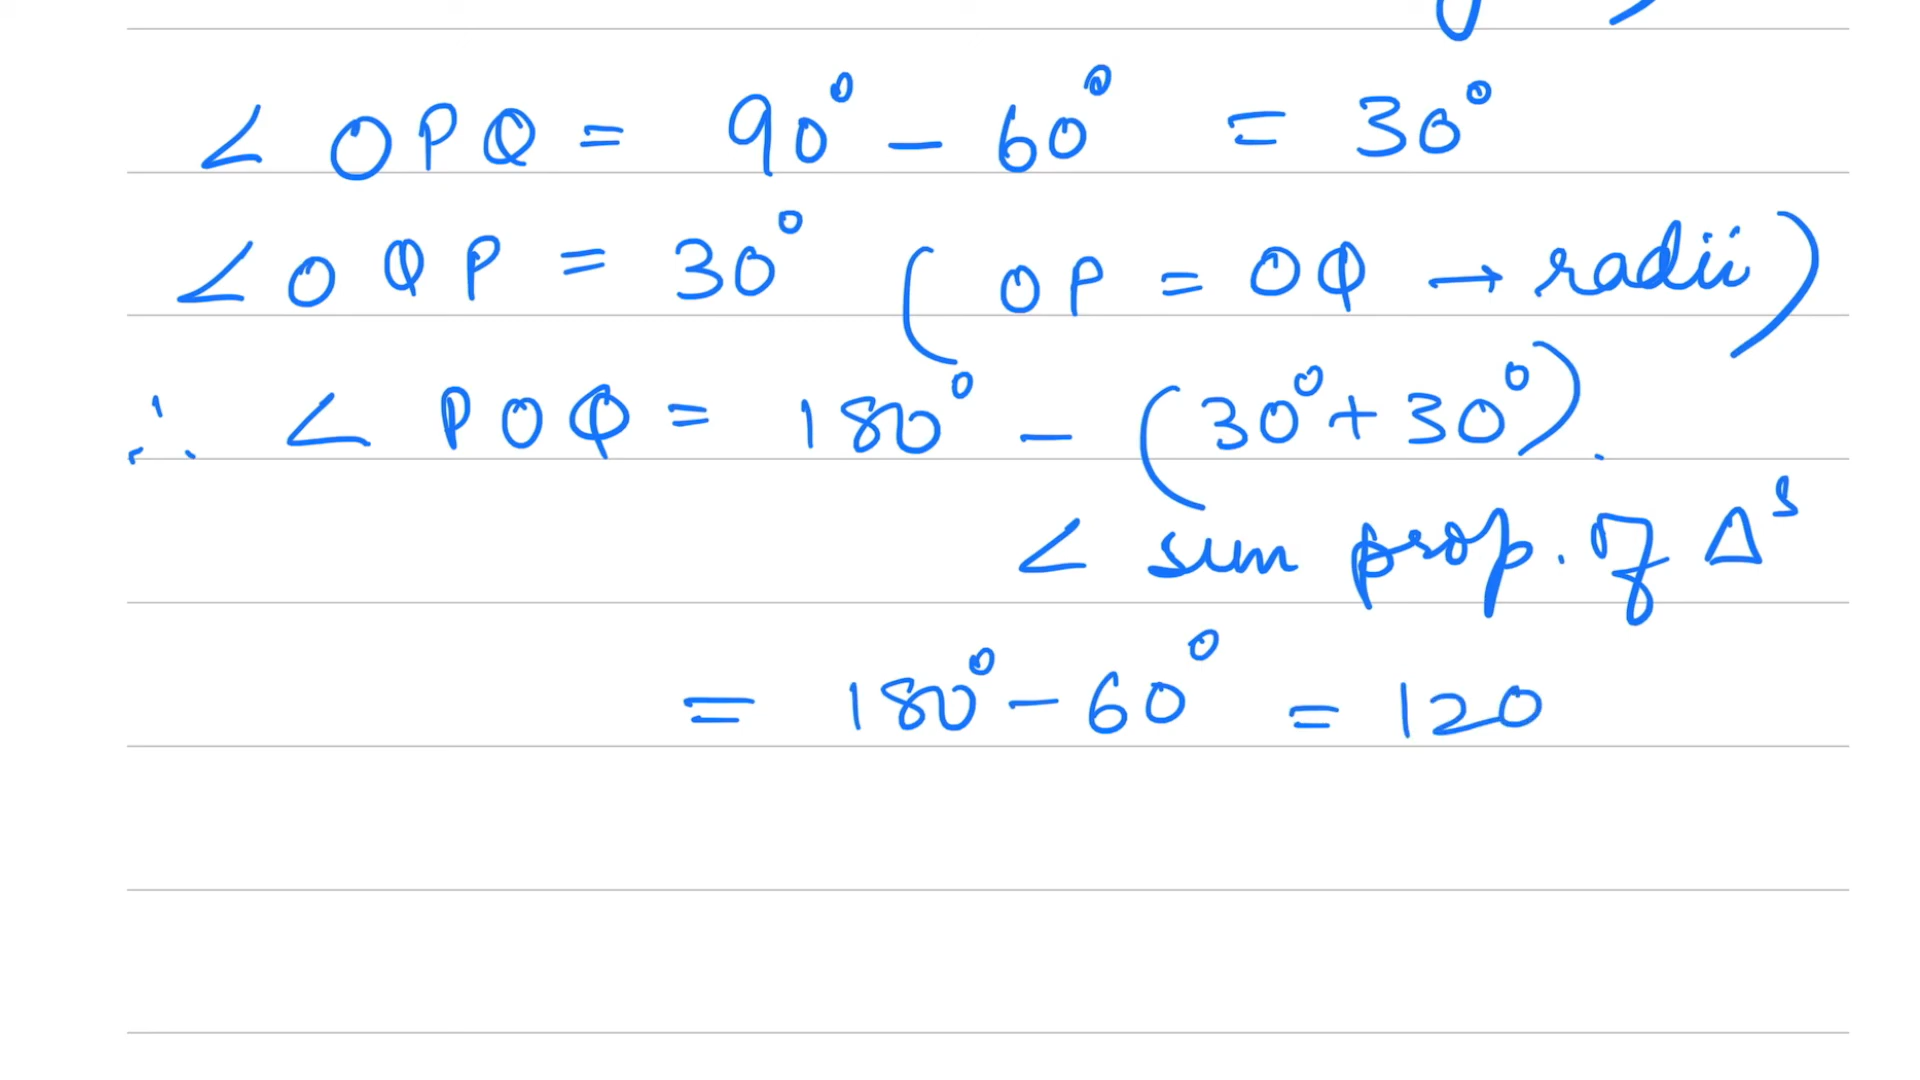 ∠ OPQ = 90° - 60° = 30°
∠ OQP = 30° (OP = OQ → radii)
∴ ∠ POQ = 180° - (30° + 30°).
∠ sum prop. of Δs
= 180° - 60° = 120